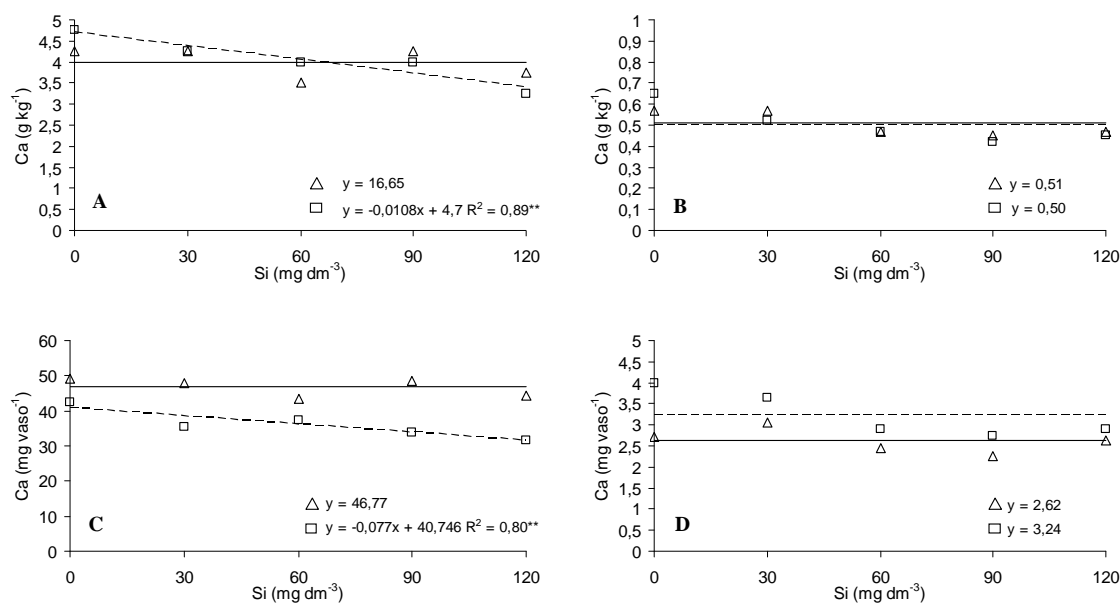 5
4,5
4
3,5
3
2,5
2
1,5
1
0,5
0
Ca (g kg⁻¹)
A
△ y = 16,65
□ y = -0,0108x + 4,7 R² = 0,89**
0 30 60 90 120
Si (mg dm⁻³)
1
0,9
0,8
0,7
0,6
0,5
0,4
0,3
0,2
0,1
0
Ca (g kg⁻¹)
B
△ y = 0,51
□ y = 0,50
0 30 60 90 120
Si (mg dm⁻³)
60
50
40
30
20
10
0
Ca (mg vaso⁻¹)
C
△ y = 46,77
□ y = -0,077x + 40,746 R² = 0,80**
0 30 60 90 120
Si (mg dm⁻³)
5
4,5
4
3,5
3
2,5
2
1,5
1
0,5
0
Ca (mg vaso⁻¹)
D
△ y = 2,62
□ y = 3,24
0 30 60 90 120
Si (mg dm⁻³)